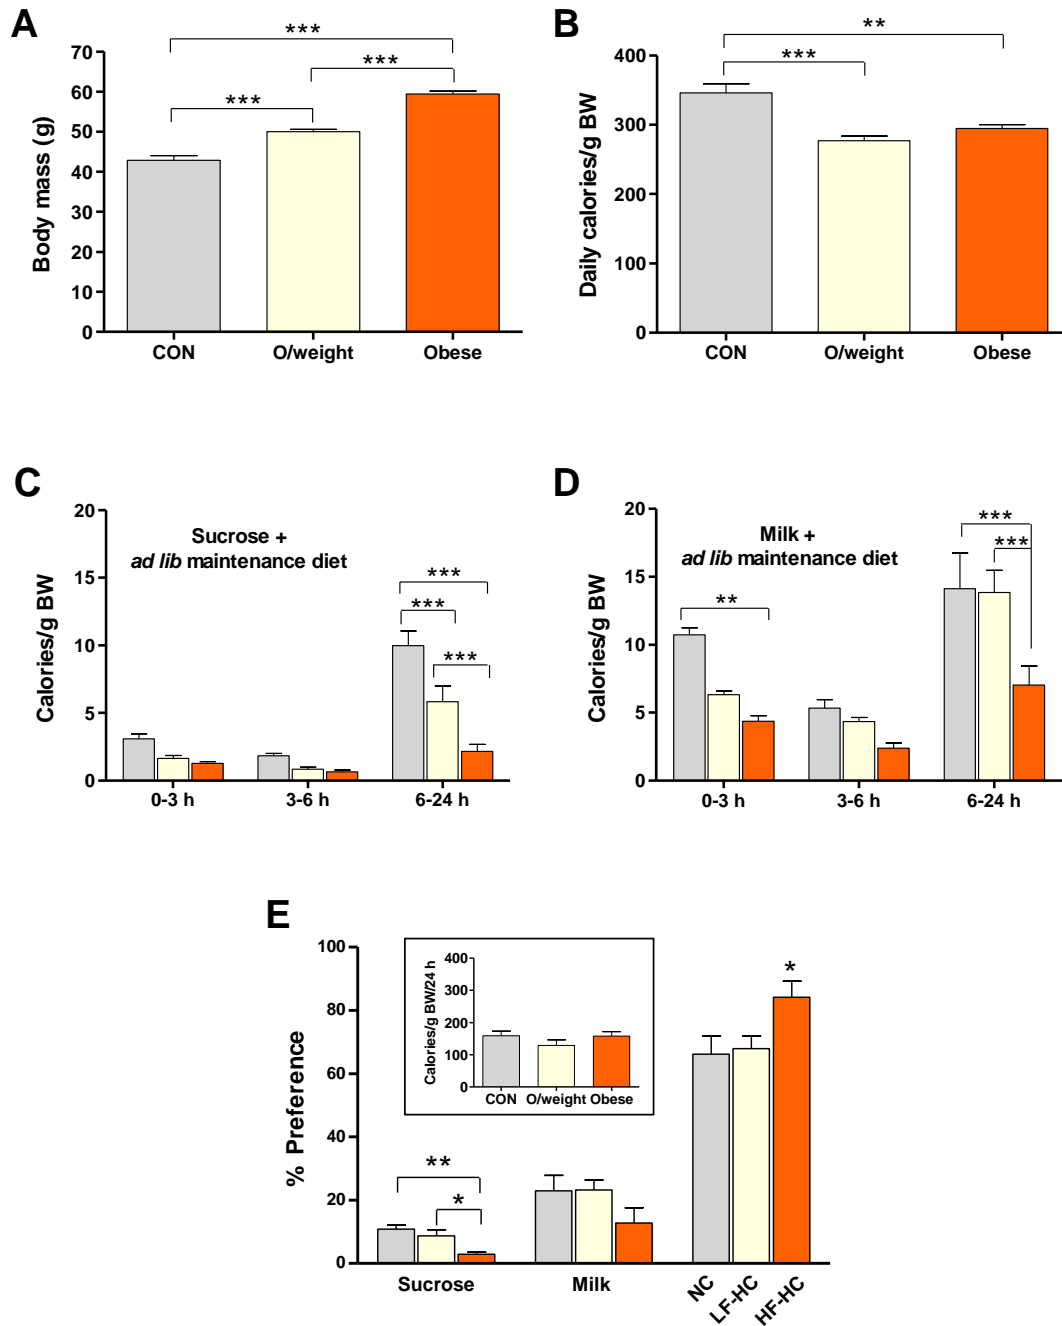 A
***
***
***
Body mass (g)
70
60
50
40
30
20
10
0
CON O/weight Obese
B
**
***
Daily calories/g BW
400
300
200
100
0
CON O/weight Obese
C
Sucrose +
ad lib maintenance diet
***
***
***
Calories/g BW
20
15
10
5
0
0-3 h 3-6 h 6-24 h
D
Milk +
ad lib maintenance diet
**
***
***
Calories/g BW
20
15
10
5
0
0-3 h 3-6 h 6-24 h
E
% Preference
100
80
60
40
20
0
Calories/g BW/24 h
400
300
200
100
0
CON O/weight Obese
**
*
*
Sucrose Milk NC LF-HC HF-HC